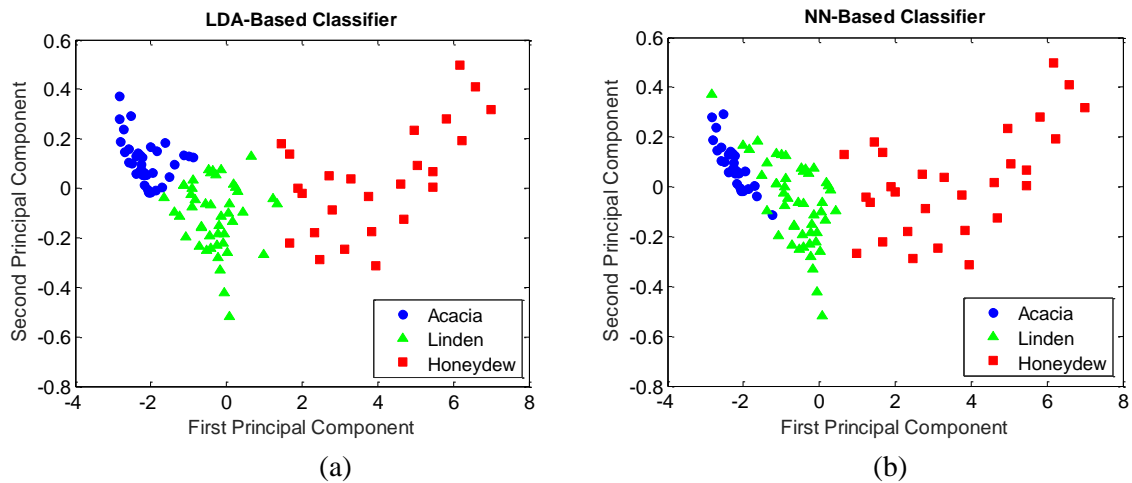 LDA-Based Classifier
0.6
0.4
0.2
0
-0.2
-0.4
-0.6
-0.8
Second Principal Component
-4 -2 0 2 4 6 8
First Principal Component
Acacia
Linden
Honeydew
(a)
NN-Based Classifier
0.6
0.4
0.2
0
-0.2
-0.4
-0.6
-0.8
Second Principal Component
-4 -2 0 2 4 6 8
First Principal Component
Acacia
Linden
Honeydew
(b)